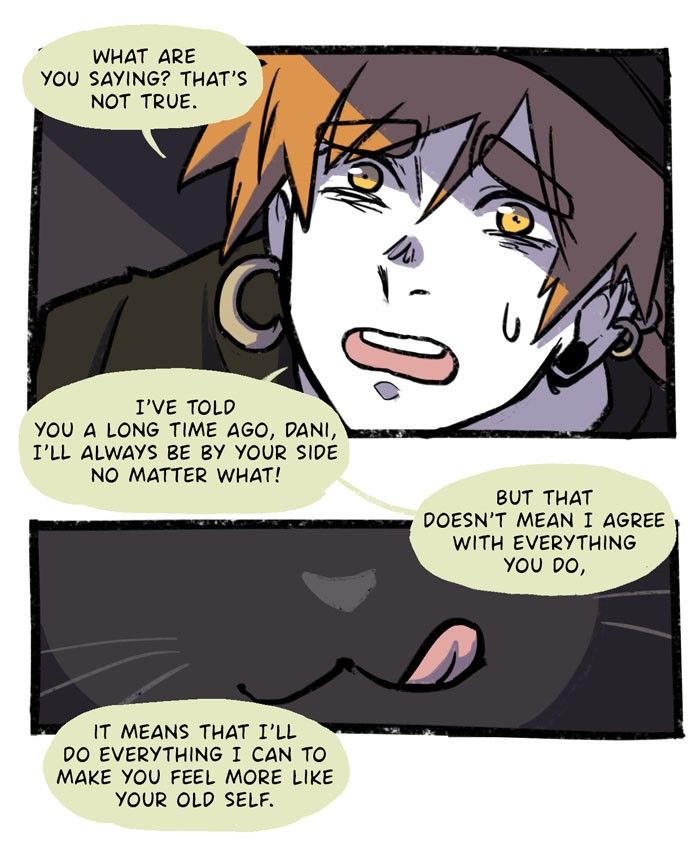 WHAT ARE
YOU SAYING? THAT'S
NOT TRUE.
I'VE TOLD
YOU A LONG TIME AGO, DANI,
I'LL ALWAYS BE BY YOUR SIDE
NO MATTER WHAT!
BUT THAT
DOESN'T MEAN I AGREE
WITH EVERYTHING
YOU DO,
IT MEANS THAT I'LL
DO EVERYTHING I CAN TO
MAKE YOU FEEL MORE LIKE
YOUR OLD SELF.